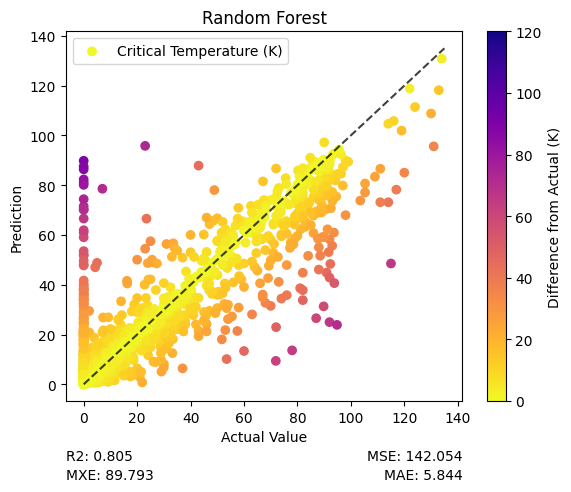 Random Forest
Critical Temperature (K)
140
120
100
80
60
40
20
0
Prediction
0 20 40 60 80 100 120 140
Actual Value
120
100
80
60
40
20
0
Difference from Actual (K)
R2: 0.805 MSE: 142.054
MXE: 89.793 MAE: 5.844